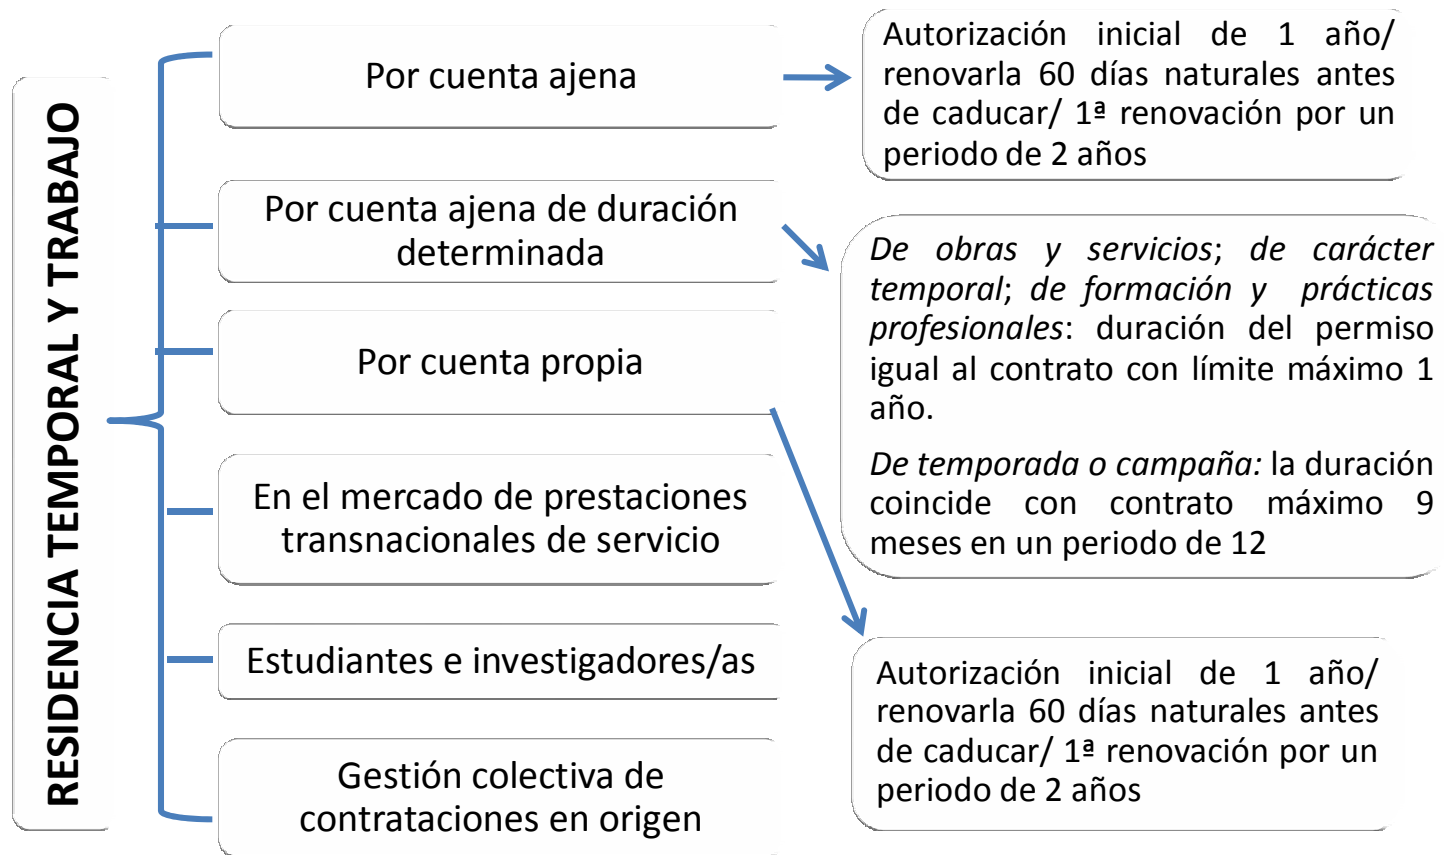 RESIDENCIA TEMPORAL Y TRABAJO
Por cuenta ajena
Autorización inicial de 1 año/
renovarla 60 días naturales antes
de caducar/ 1ª renovación por un
periodo de 2 años
Por cuenta ajena de duración
determinada
De obras y servicios; de carácter
temporal; de formación y prácticas
profesionales: duración del permiso
igual al contrato con límite máximo 1
año.
De temporada o campaña: la duración
coincide con contrato máximo 9
meses en un periodo de 12
Por cuenta propia
Autorización inicial de 1 año/
renovarla 60 días naturales antes
de caducar/ 1ª renovación por un
periodo de 2 años
En el mercado de prestaciones
transnacionales de servicio
Estudiantes e investigadores/as
Gestión colectiva de
contrataciones en origen